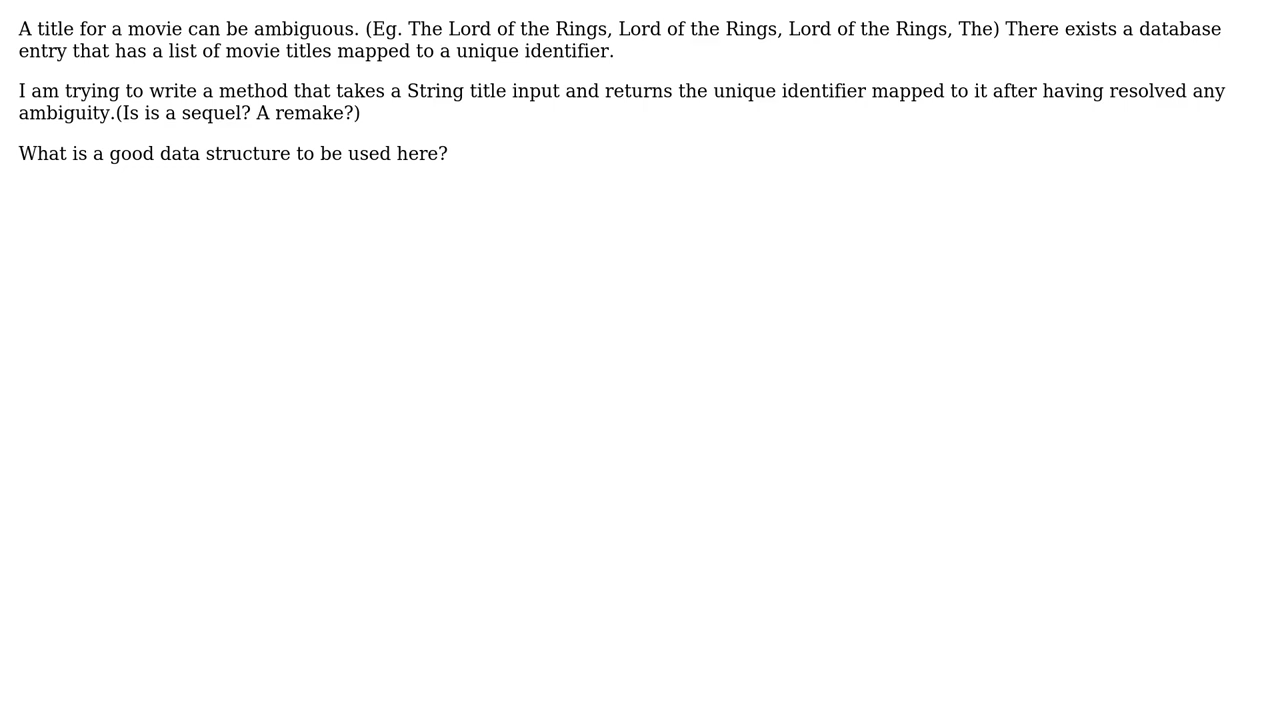 A title for a movie can be ambiguous. (Eg. The Lord of the Rings, Lord of the Rings, Lord of the Rings, The) There exists a database
entry that has a list of movie titles mapped to a unique identifier.
I am trying to write a method that takes a String title input and returns the unique identifier mapped to it after having resolved any
ambiguity.(Is is a sequel? A remake?)
What is a good data structure to be used here?